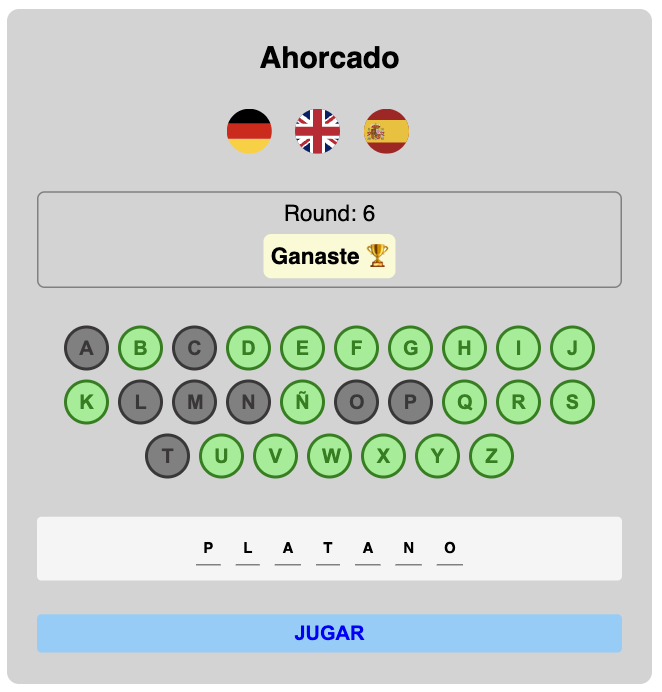 Ahorcado
Round: 6
Ganaste 🏆
A B C D E F G H I J
K L M N Ñ O P Q R S
T U V W X Y Z
P L A T A N O
JUGAR